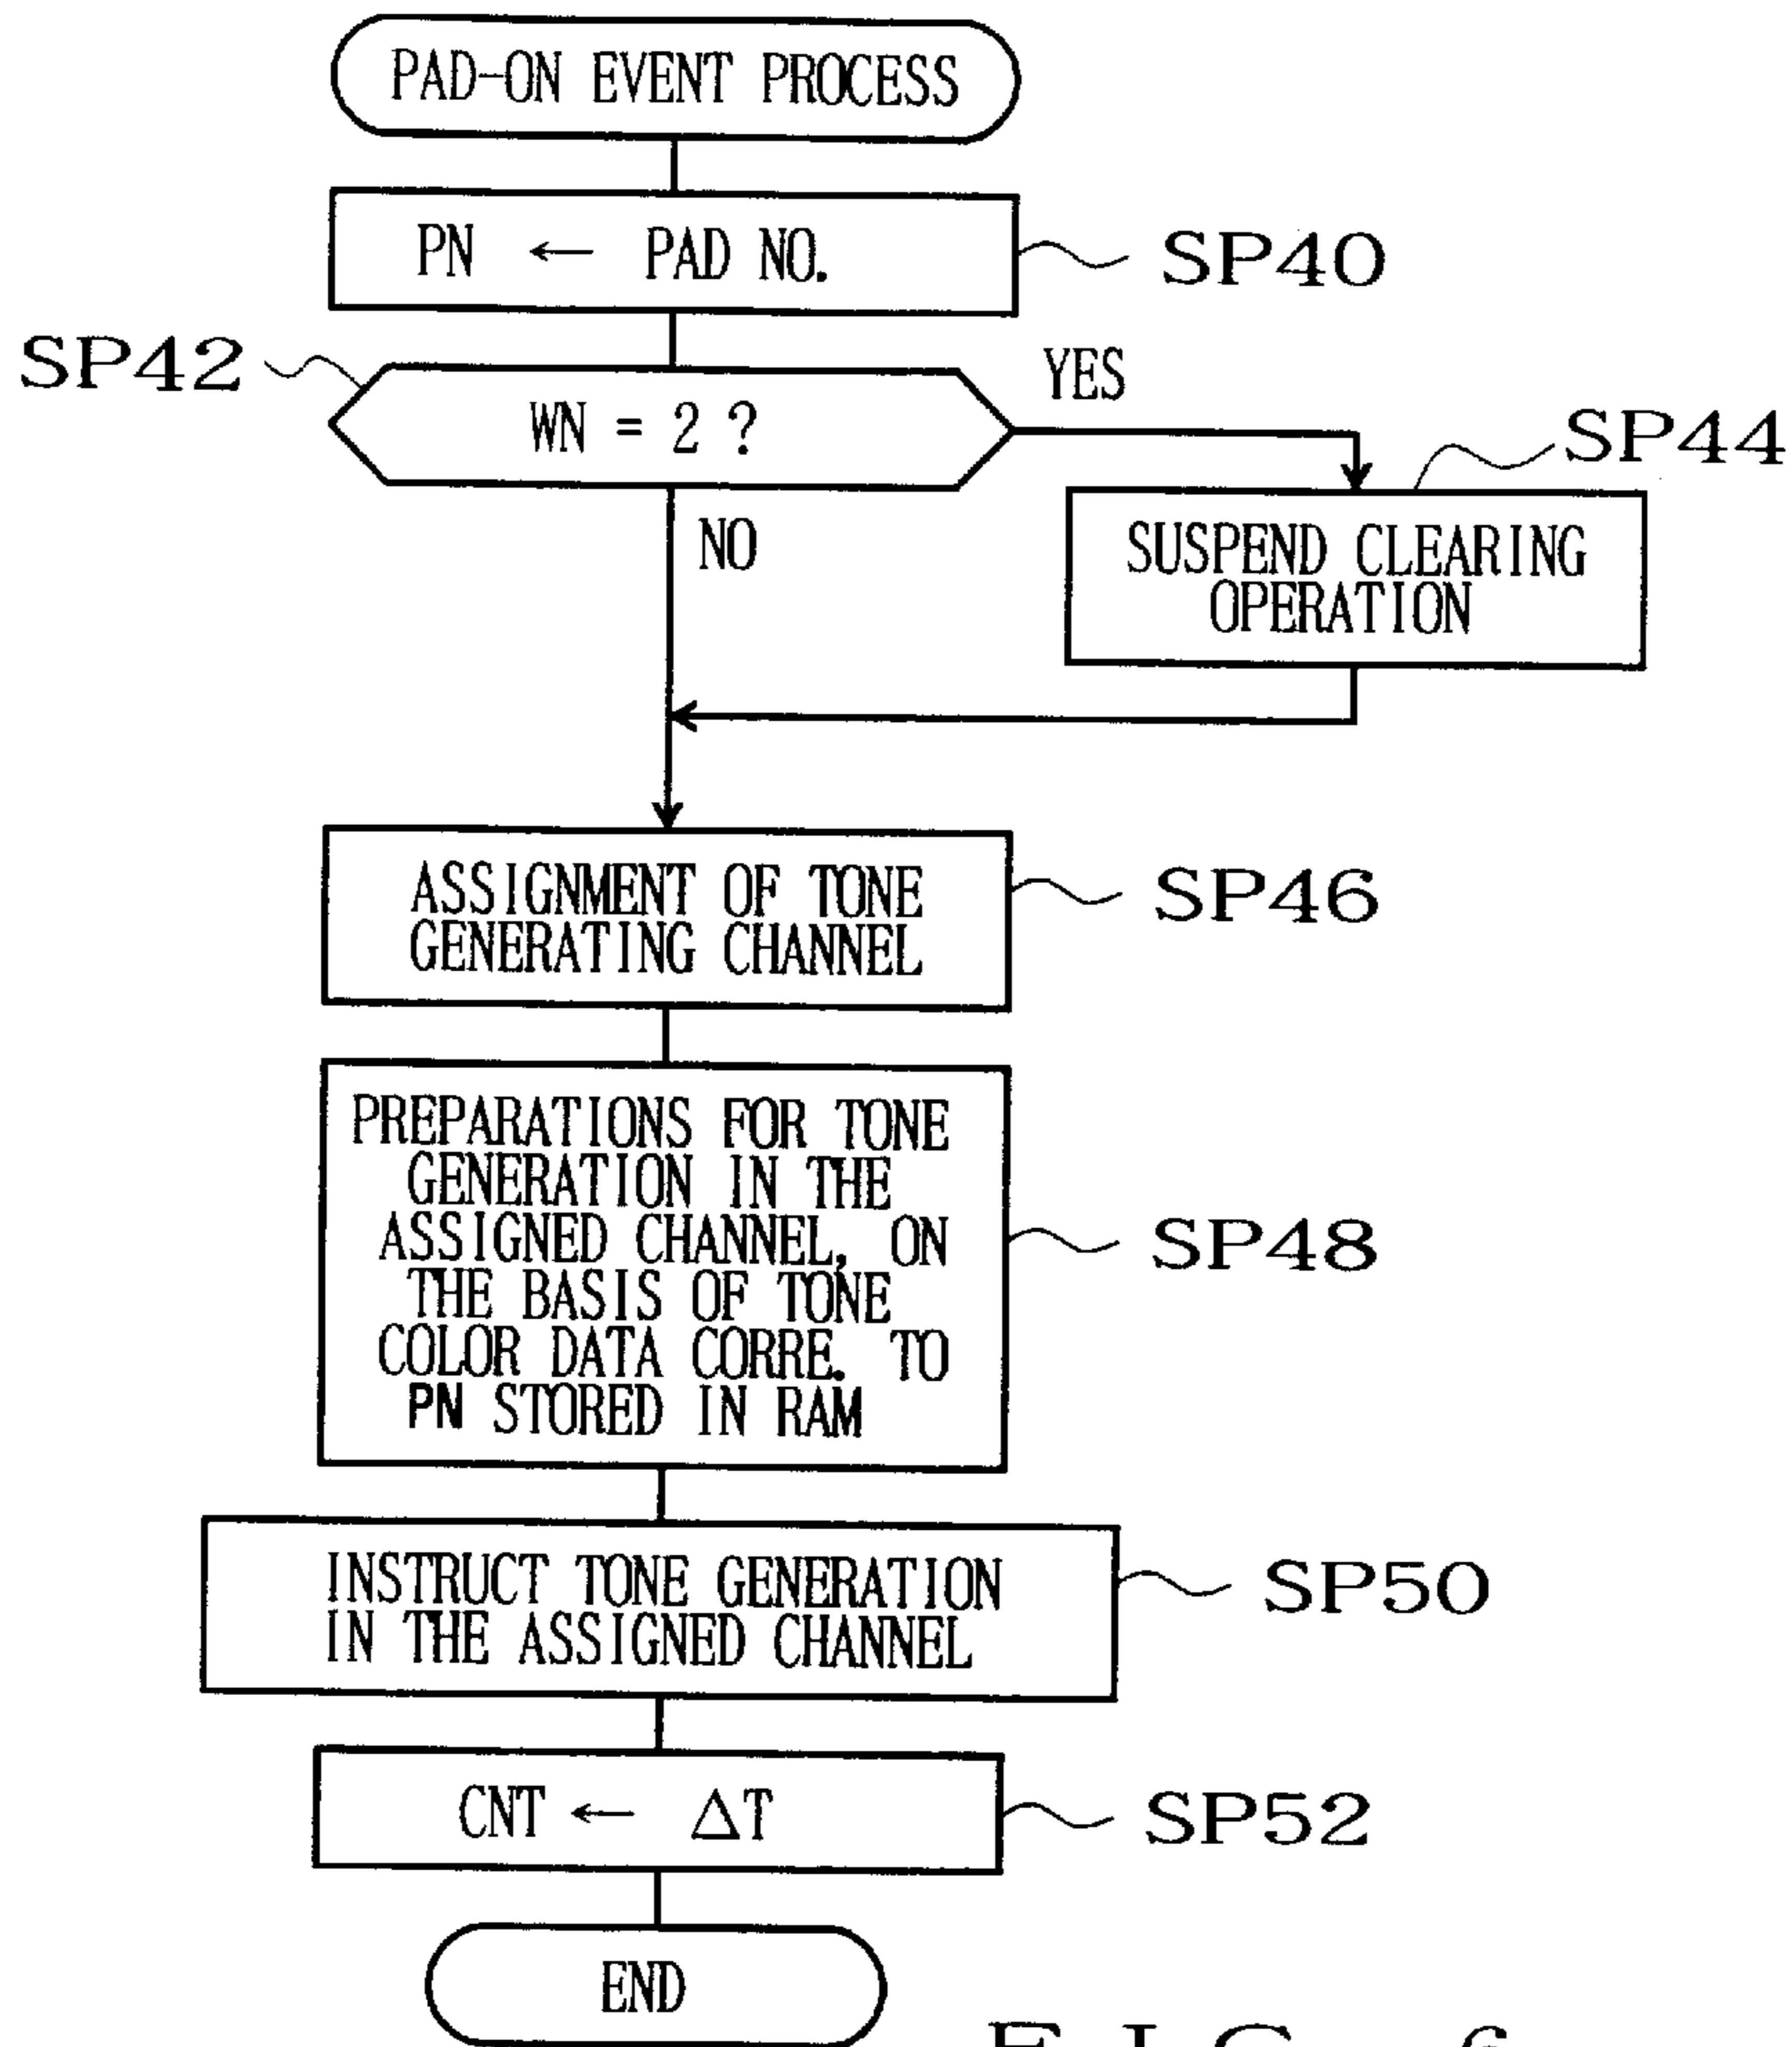 PAD-ON EVENT PROCESS
PN ← PAD NO.
SP40
SP42
WN = 2 ?
YES
SP44
NO
SUSPEND CLEARING
OPERATION
ASSIGNMENT OF TONE
GENERATING CHANNEL
SP46
PREPARATIONS FOR TONE
GENERATION IN THE
ASSIGNED CHANNEL, ON
THE BASIS OF TONE
COLOR DATA CORRE. TO
PN STORED IN RAM
SP48
INSTRUCT TONE GENERATION
IN THE ASSIGNED CHANNEL
SP50
CNT ← ΔT
SP52
END